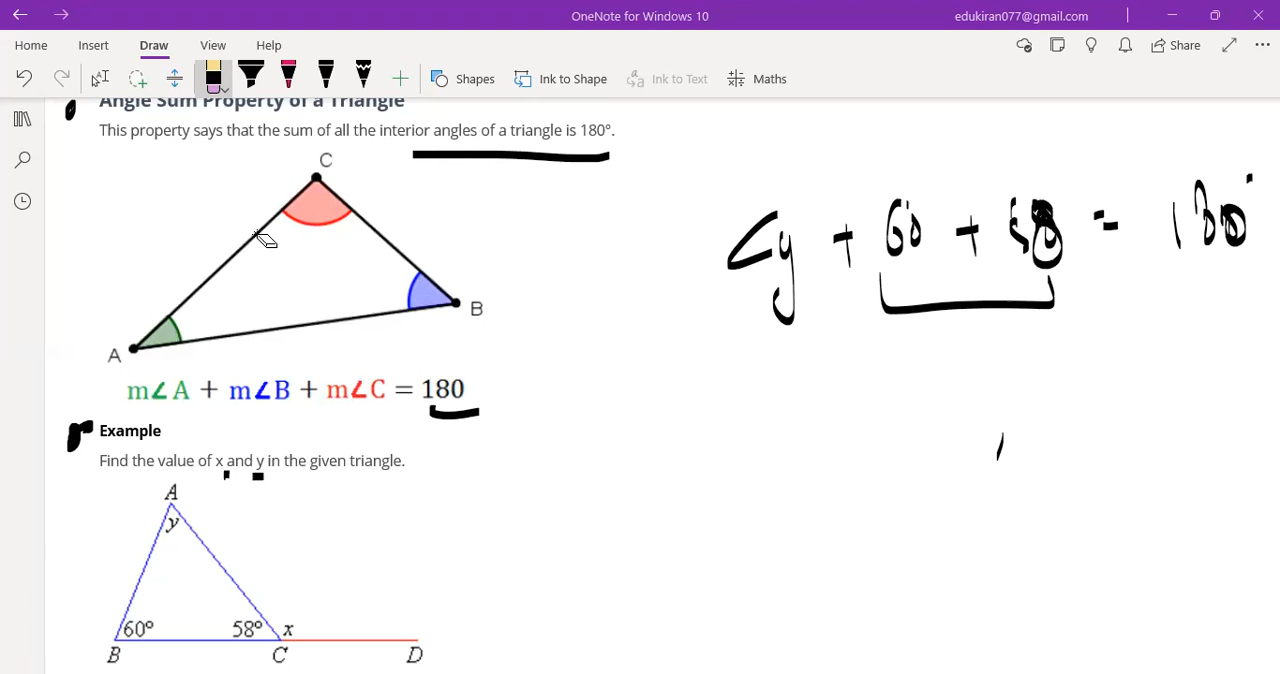 OneNote for Windows 10
edukiran077@gmail.com
Home Insert Draw View Help
Share
Shapes Ink to Shape Ink to Text Maths
Angle Sum Property of a Triangle
This property says that the sum of all the interior angles of a triangle is 180°.
C
B
A
m∠A + m∠B + m∠C = 180
∠y + 60 + 58 = 180°
Example
Find the value of x and y in the given triangle.
A
y
60° 58° x
B C D